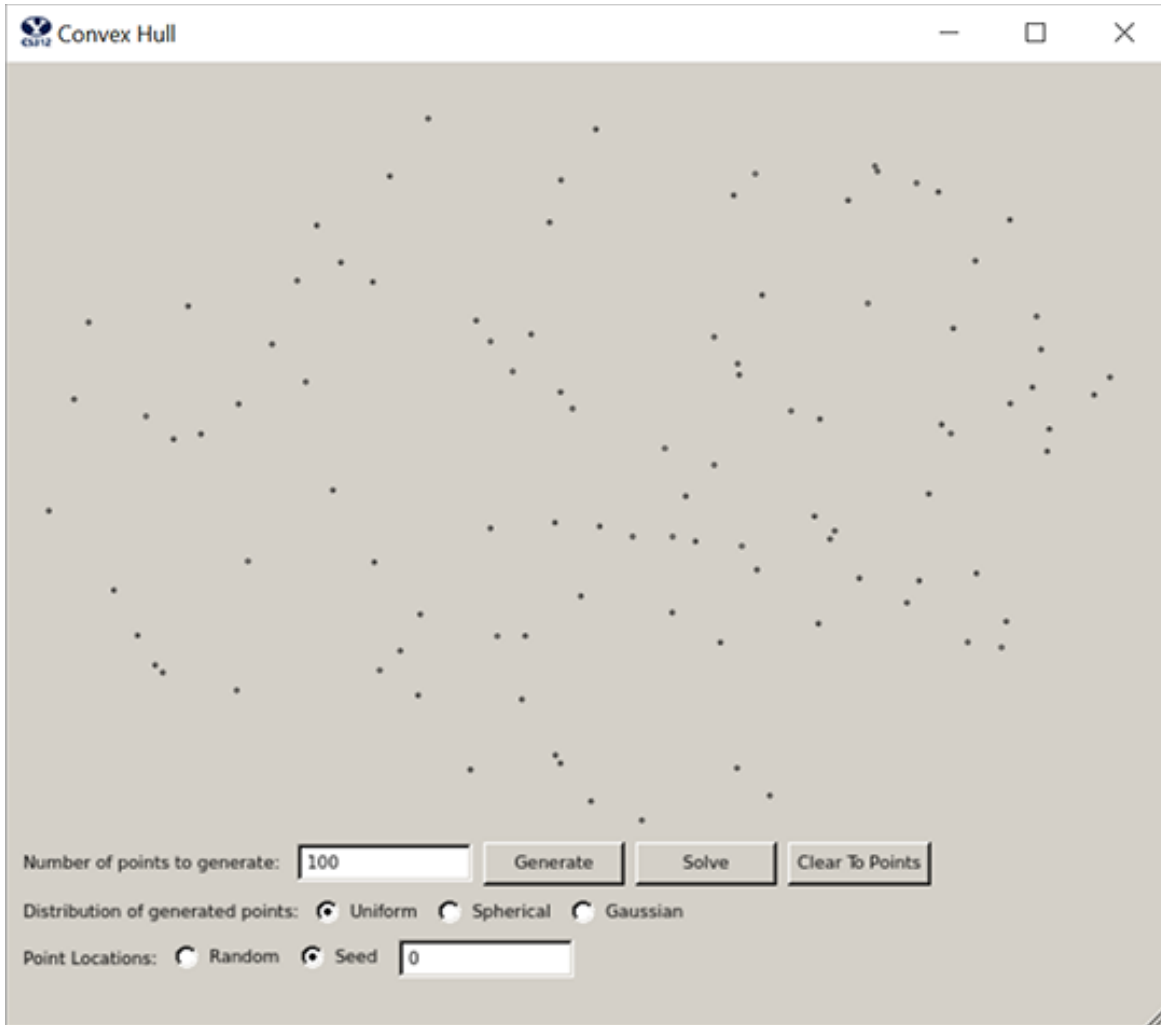 CS312 Convex Hull
Number of points to generate: 100 Generate Solve Clear To Points
Distribution of generated points: Uniform Spherical Gaussian
Point Locations: Random Seed 0